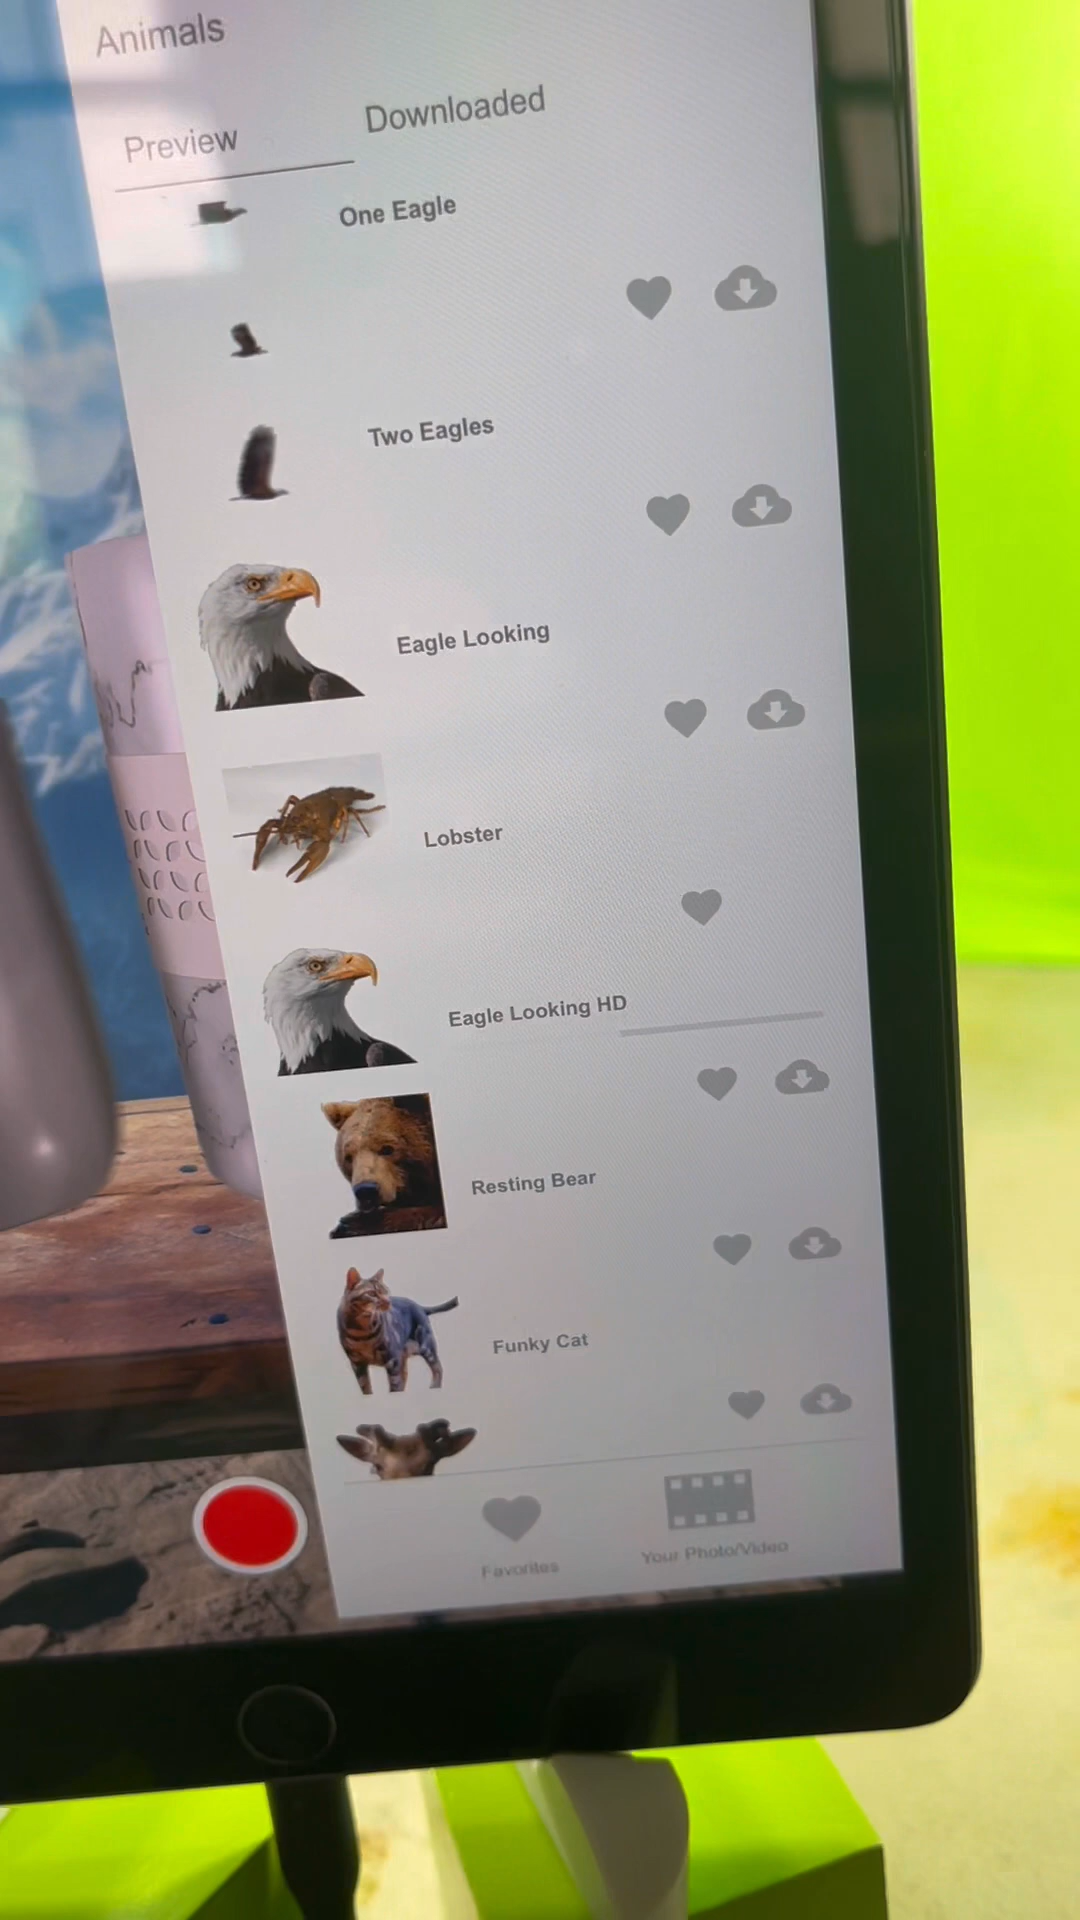 Animals
Preview
Downloaded
One Eagle
Two Eagles
Eagle Looking
Lobster
Eagle Looking HD
Resting Bear
Funky Cat
Favorites
Your Photo/Video